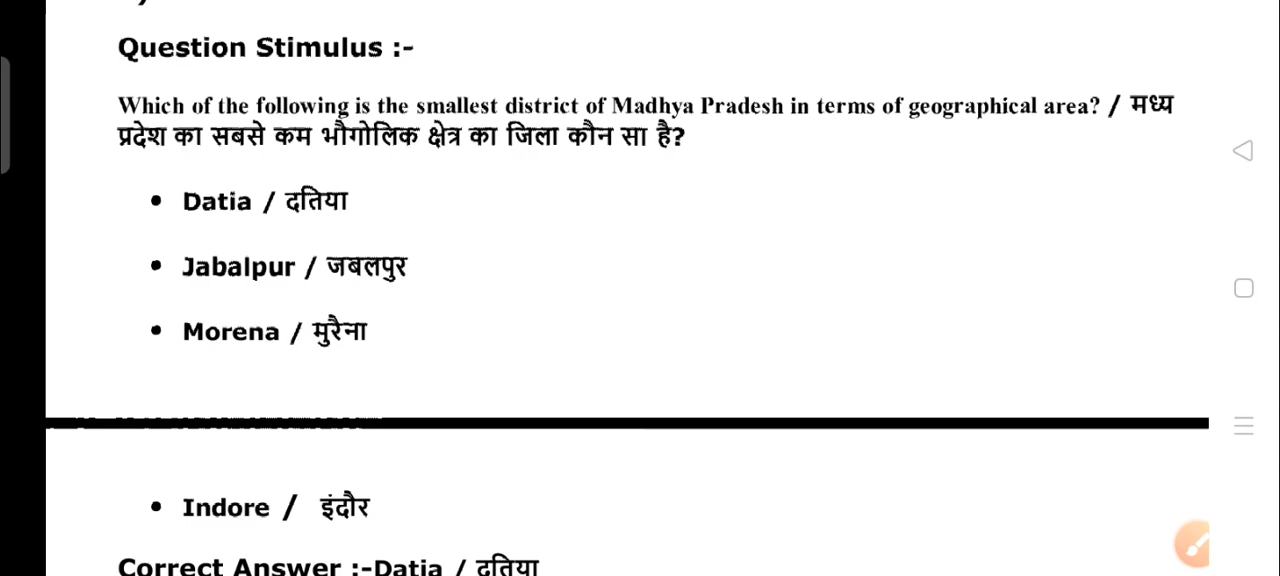 Question Stimulus :-
Which of the following is the smallest district of Madhya Pradesh in terms of geographical area? / मध्य
प्रदेश का सबसे कम भौगोलिक क्षेत्र का जिला कौन सा है?
• Datia / दतिया
• Jabalpur / जबलपुर
• Morena / मुरैना
• Indore / इंदौर
Correct Answer :-Datia / दतिया